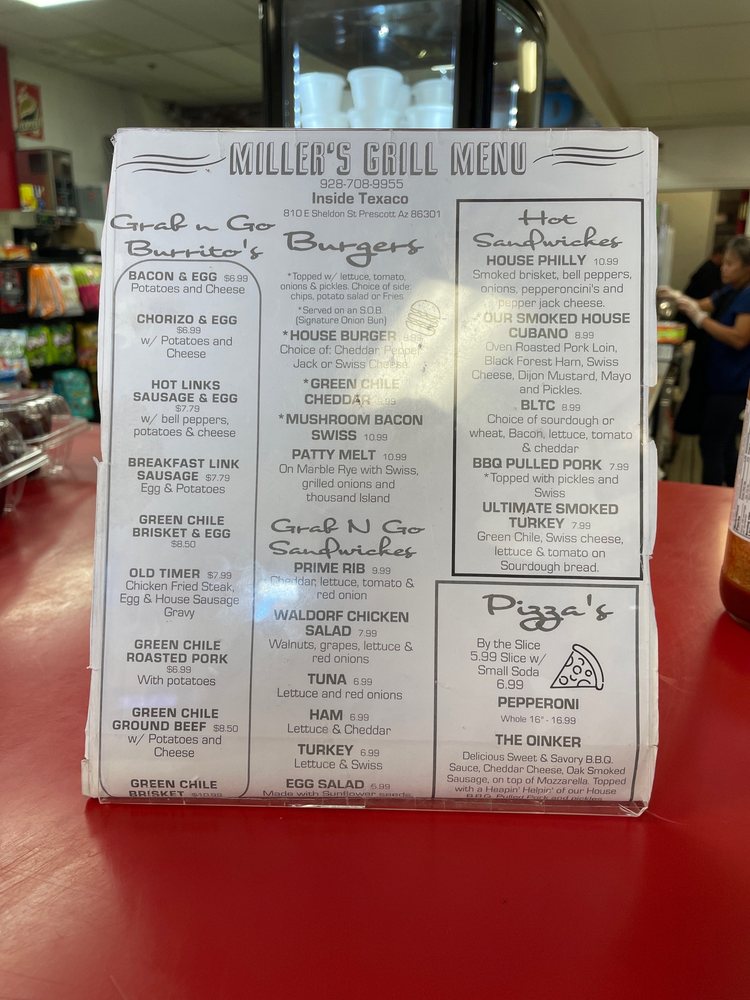 MILLER'S GRILL MENU
928-708-9955
Inside Texaco
810 E Sheldon St Prescott Az 86301
Grab n Go
Burrito's
BACON & EGG $6.99
Potatoes and Cheese
CHORIZO & EGG
$6.99
w/ Potatoes and
Cheese
HOT LINKS
SAUSAGE & EGG
$7.79
w/ bell peppers,
potatoes & cheese
BREAKFAST LINK
SAUSAGE $7.79
Egg & Potatoes
GREEN CHILE
BRISKET & EGG
$8.50
OLD TIMER $7.99
Chicken Fried Steak,
Egg & House Sausage
Gravy
GREEN CHILE
ROASTED PORK
$6.99
With potatoes
GREEN CHILE
GROUND BEEF $8.50
w/ Potatoes and
Cheese
GREEN CHILE
BRISKET $10.99
Burgers
*Topped w/ lettuce, tomato,
onions & pickles. Choice of side:
chips, potato salad or Fries
*Served on an S.O.B
(Signature Onion Bun)
*HOUSE BURGER
Choice of: Cheddar, Pepper
Jack or Swiss Cheese.
*GREEN CHILE
CHEDDAR
*MUSHROOM BACON
SWISS 10.99
PATTY MELT 10.99
On Marble Rye with Swiss,
grilled onions and
thousand Island
Grab N Go
Sandwiches
PRIME RIB 9.99
Cheddar, lettuce, tomato &
red onion
WALDORF CHICKEN
SALAD 7.99
Walnuts, grapes, lettuce &
red onions
TUNA 6.99
Lettuce and red onions
HAM 6.99
Lettuce & Cheddar
TURKEY 6.99
Lettuce & Swiss
EGG SALAD 6.99
Made with Sunflower seeds,
Hot
Sandwiches
HOUSE PHILLY 10.99
Smoked brisket, bell peppers,
onions, pepperoncini's and
pepper jack cheese.
*OUR SMOKED HOUSE
CUBANO 8.99
Oven Roasted Pork Loin,
Black Forest Ham, Swiss
Cheese, Dijon Mustard, Mayo
and Pickles.
BLTC 8.99
Choice of sourdough or
wheat, Bacon, lettuce, tomato
& cheddar
BBQ PULLED PORK 7.99
*Topped with pickles and
Swiss
ULTIMATE SMOKED
TURKEY 7.99
Green Chile, Swiss cheese,
lettuce & tomato on
Sourdough bread.
Pizza's
By the Slice
5.99 Slice w/
Small Soda
6.99
PEPPERONI
Whole 16" - 16.99
THE OINKER
Delicious Sweet & Savory B.B.Q.
Sauce, Cheddar Cheese, Oak Smoked
Sausage, on top of Mozzarella. Topped
with a Heapin' Helpin' of our House
B.B.Q. Pulled Pork and pickles